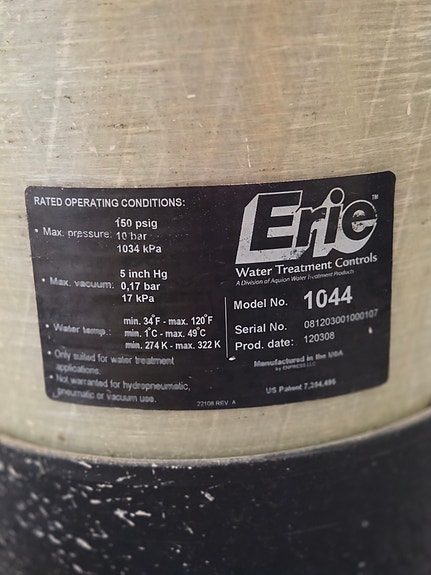 RATED OPERATING CONDITIONS:
• Max. pressure: 150 psig
10 bar
1034 kPa
• Max. vacuum: 5 inch Hg
0,17 bar
17 kPa
• Water temp.: min. 34°F - max. 120°F
min. 1°C - max. 49°C
min. 274 K - max. 322 K
• Only suited for water treatment
applications.
• Not warranted for hydropneumatic,
pneumatic or vacuum use.
22108 REV. A
Erie™
Water Treatment Controls
A Division of Aquion Water Treatment Products
Model No. 1044
Serial No. 081203001000107
Prod. date: 120308
Manufactured in the USA
by ENPRESS LLC
US Patent 7,354,495